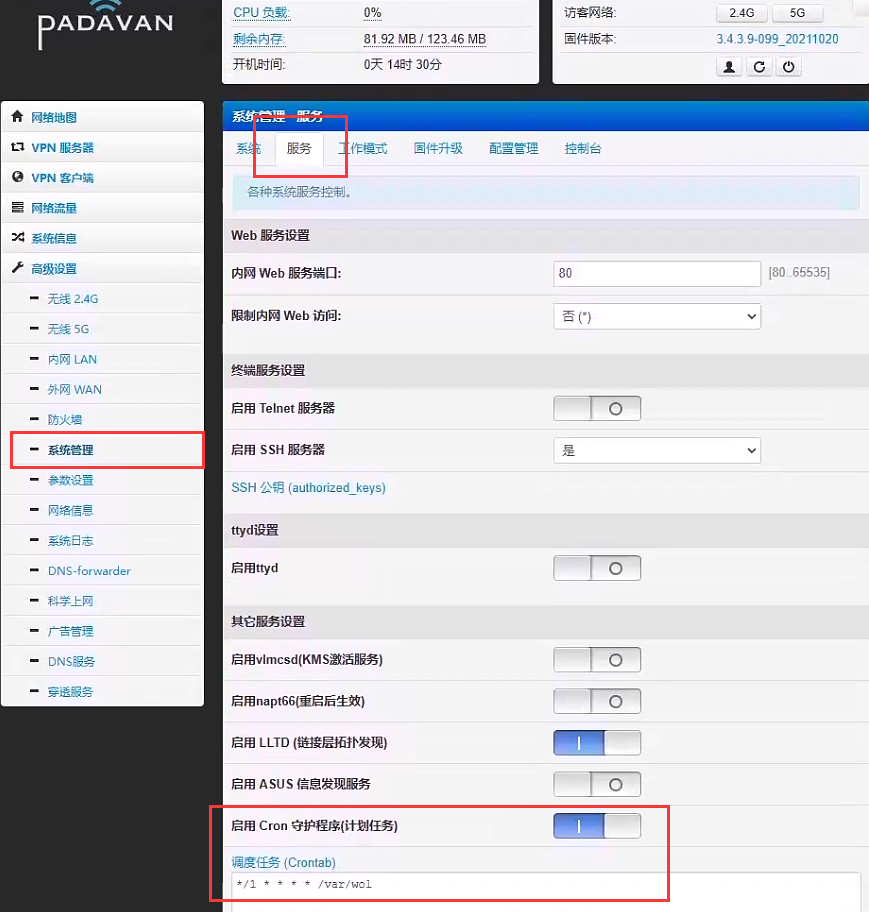 PADAVAN
CPU 负载: 0%
剩余内存: 81.92 MB / 123.46 MB
开机时间: 0天 14时 30分
访客网络: 2.4G 5G
固件版本: 3.4.3.9-099_20211020
网络地图
VPN 服务器
VPN 客户端
网络流量
系统信息
高级设置
无线 2.4G
无线 5G
内网 LAN
外网 WAN
防火墙
系统管理
参数设置
网络信息
系统日志
DNS-forwarder
科学上网
广告管理
DNS服务
穿透服务
系统管理 - 服务
系统 服务 工作模式 固件升级 配置管理 控制台
各种系统服务控制。
Web 服务设置
内网 Web 服务端口: 80 [80..65535]
限制内网 Web 访问: 否 (*)
终端服务设置
启用 Telnet 服务器
启用 SSH 服务器 是
SSH 公钥 (authorized_keys)
ttyd设置
启用ttyd
其它服务设置
启用vlmcsd(KMS激活服务)
启用napt66(重启后生效)
启用 LLTD (链接层拓扑发现)
启用 ASUS 信息发现服务
启用 Cron 守护程序(计划任务)
调度任务 (Crontab)
*/1 * * * * /var/wol